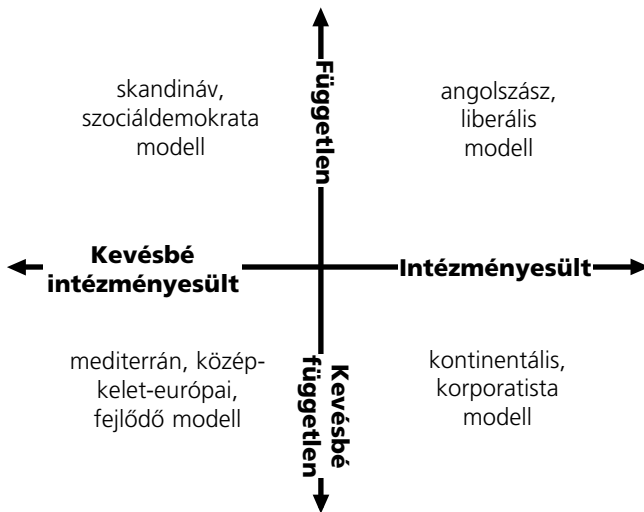 skandináv,
szociáldemokrata
modell
Független
angolszász,
liberális
modell
Kevésbé
intézményesült
Intézményesült
mediterrán, közép-
kelet-európai,
fejlődő modell
Kevésbé
független
kontinentális,
korporatista
modell